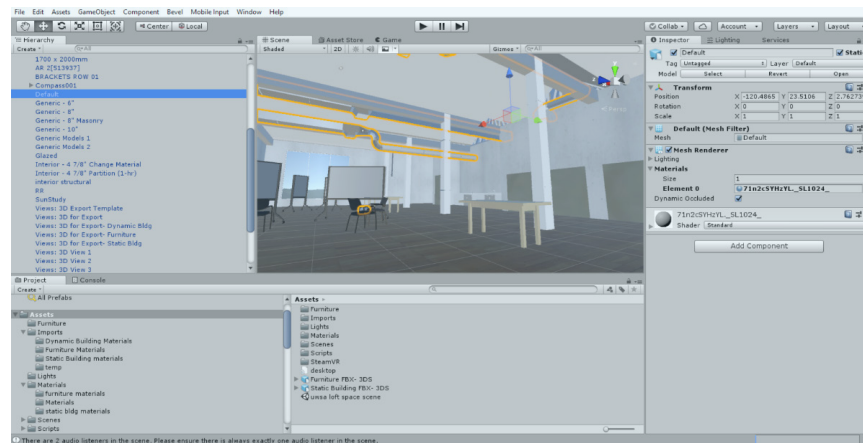 File Edit Assets GameObject Component Bevel Mobile Input Window Help
Center Local
Collab Account Layers Layout
Hierarchy
Create All
1700 x 2000mm
AR 2[513937]
BRACKETS ROW 01
Compass001
Default
Generic - 6"
Generic - 8"
Generic - 8" Masonry
Generic - 10"
Generic Models 1
Generic Models 2
Glazed
Interior - 4 7/8" Change Material
Interior - 4 7/8" Partition (1-hr)
interior structural
RR
SunStudy
Views: 3D Export Template
Views: 3D for Export
Views: 3D for Export- Dynamic Bldg
Views: 3D for Export- Furniture
Views: 3D for Export- Static Bldg
Views: 3D View 1
Views: 3D View 2
Views: 3D View 3
Scene Asset Store Game
Shaded 2D Gizmos All
Persp
Inspector Lighting Services
Default Stati
Tag Untagged Layer Default
Model Select Revert Open
Transform
Position X -120.4865 Y 23.5106 Z 2.76273
Rotation X 0 Y 0 Z 0
Scale X 1 Y 1 Z 1
Default (Mesh Filter)
Mesh Default
Mesh Renderer
Lighting
Materials
Size 1
Element 0 71n2cSYHzYL._SL1024_
Dynamic Occluded
71n2cSYHzYL._SL1024_
Shader Standard
Add Component
Project Console
Create
All Prefabs
Assets
Furniture
Imports
Dynamic Building Materials
Furniture Materials
Static Building materials
temp
Lights
Materials
furniture materials
Materials
static bldg materials
Scenes
Scripts
Assets
Furniture
Imports
Lights
Materials
Scenes
Scripts
SteamVR
desktop
Furniture FBX- 3DS
Static Building FBX- 3DS
uwsa loft space scene
There are 2 audio listeners in the scene. Please ensure there is always exactly one audio listener in the scene.